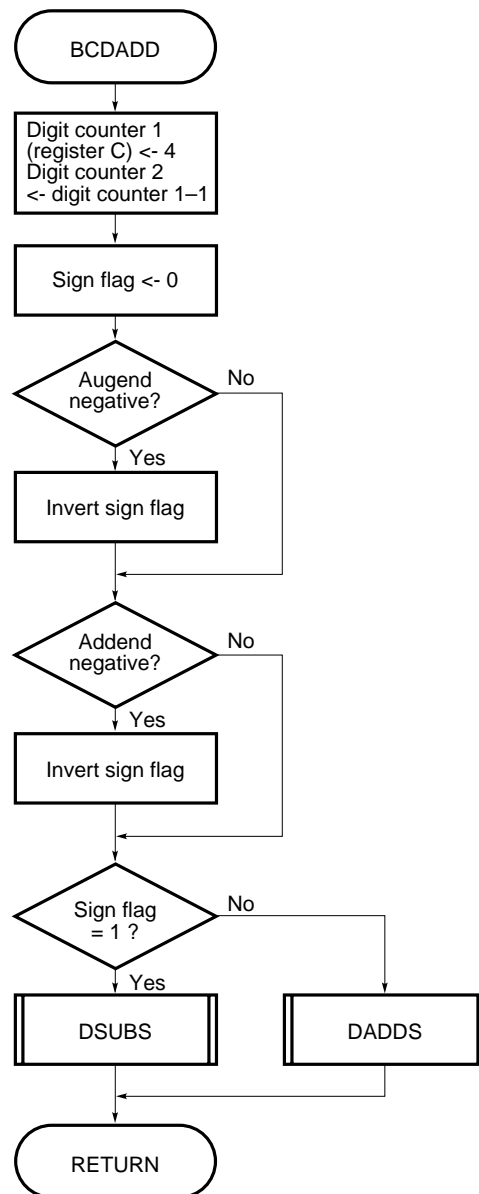 BCDADD
Digit counter 1
(register C) <- 4
Digit counter 2
<- digit counter 1–1
Sign flag <- 0
Augend
negative?
No
Yes
Invert sign flag
Addend
negative?
No
Yes
Invert sign flag
Sign flag
= 1 ?
No
Yes
DSUBS
DADDS
RETURN